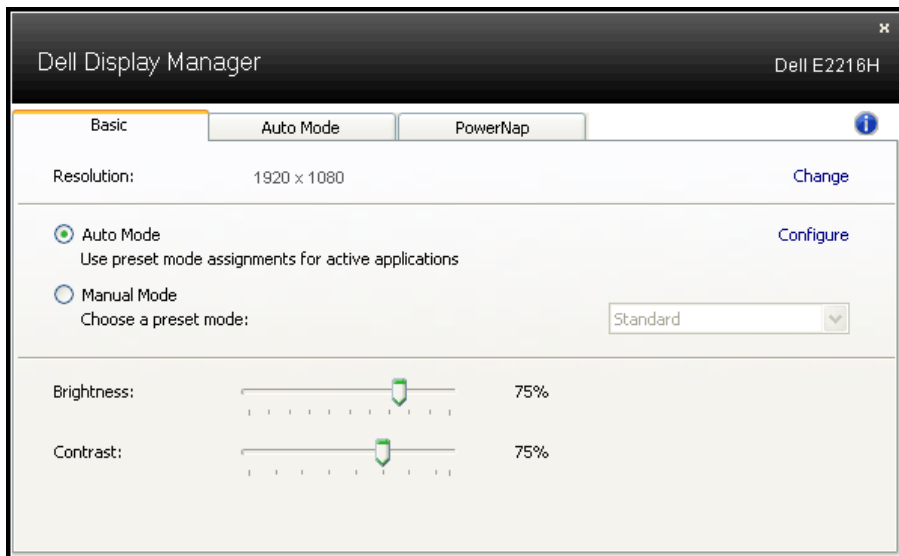 Dell Display Manager
Dell E2216H
Basic
Auto Mode
PowerNap
Resolution:
1920 x 1080
Change
Auto Mode
Configure
Use preset mode assignments for active applications
Manual Mode
Choose a preset mode:
Standard
Brightness:
75%
Contrast:
75%